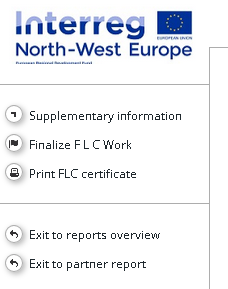 Interreg
EUROPEAN UNION
North-West Europe
European Regional Development Fund
Supplementary information
Finalize F L C Work
Print FLC certificate
Exit to reports overview
Exit to partner report